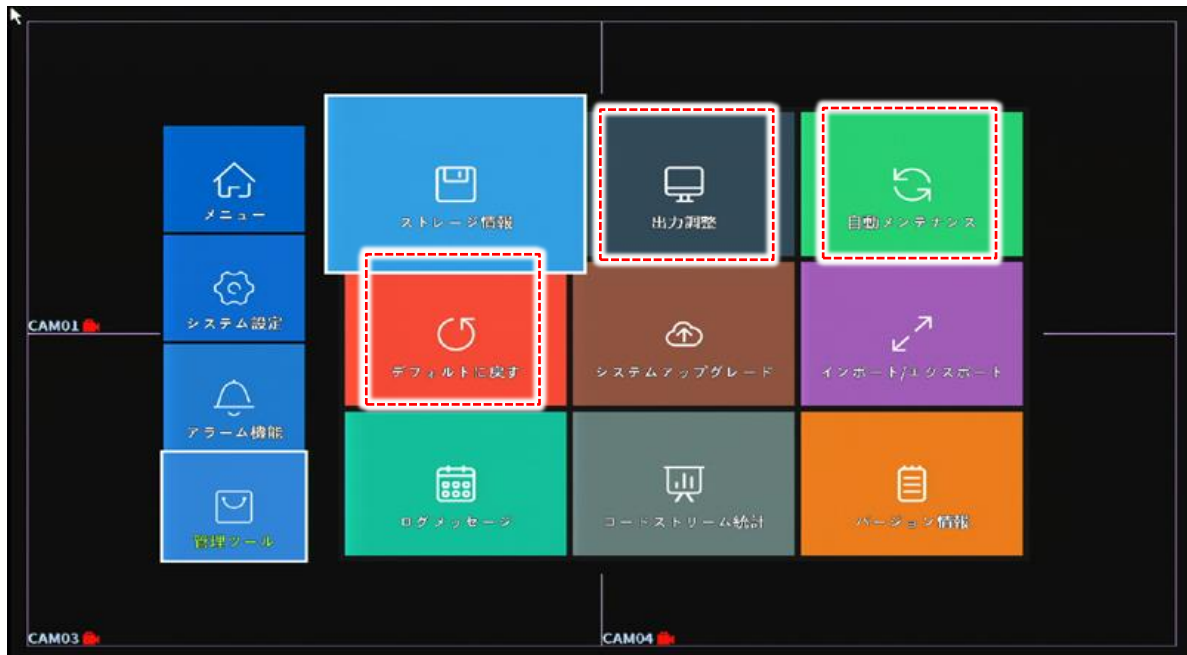 メニュー
システム設定
アラーム機能
管理ツール
ストレージ情報
出力調整
自動メンテナンス
デフォルトに戻す
システムアップグレード
インポート/エクスポート
ログメッセージ
コードストリーム統計
バージョン情報
CAM01
CAM03
CAM04